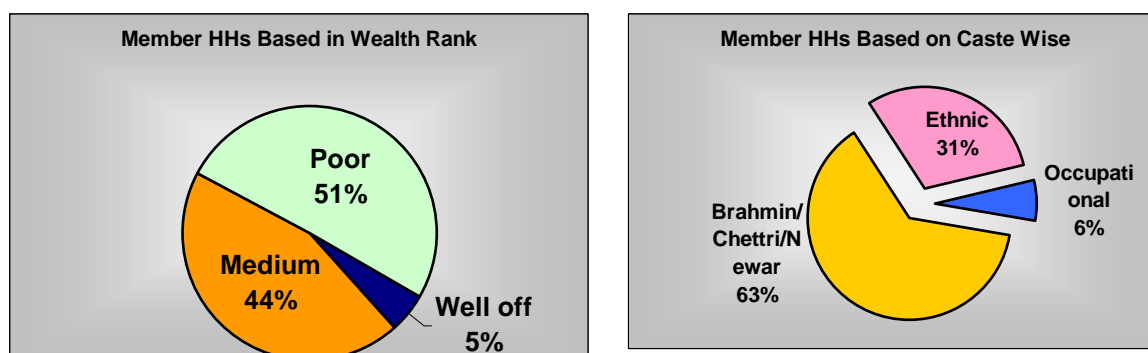 Member HHs Based in Wealth Rank
Poor
51%
Medium
44%
Well off
5%
Member HHs Based on Caste Wise
Ethnic
31%
Occupati
onal
6%
Brahmin/
Chettri/N
ewar
63%